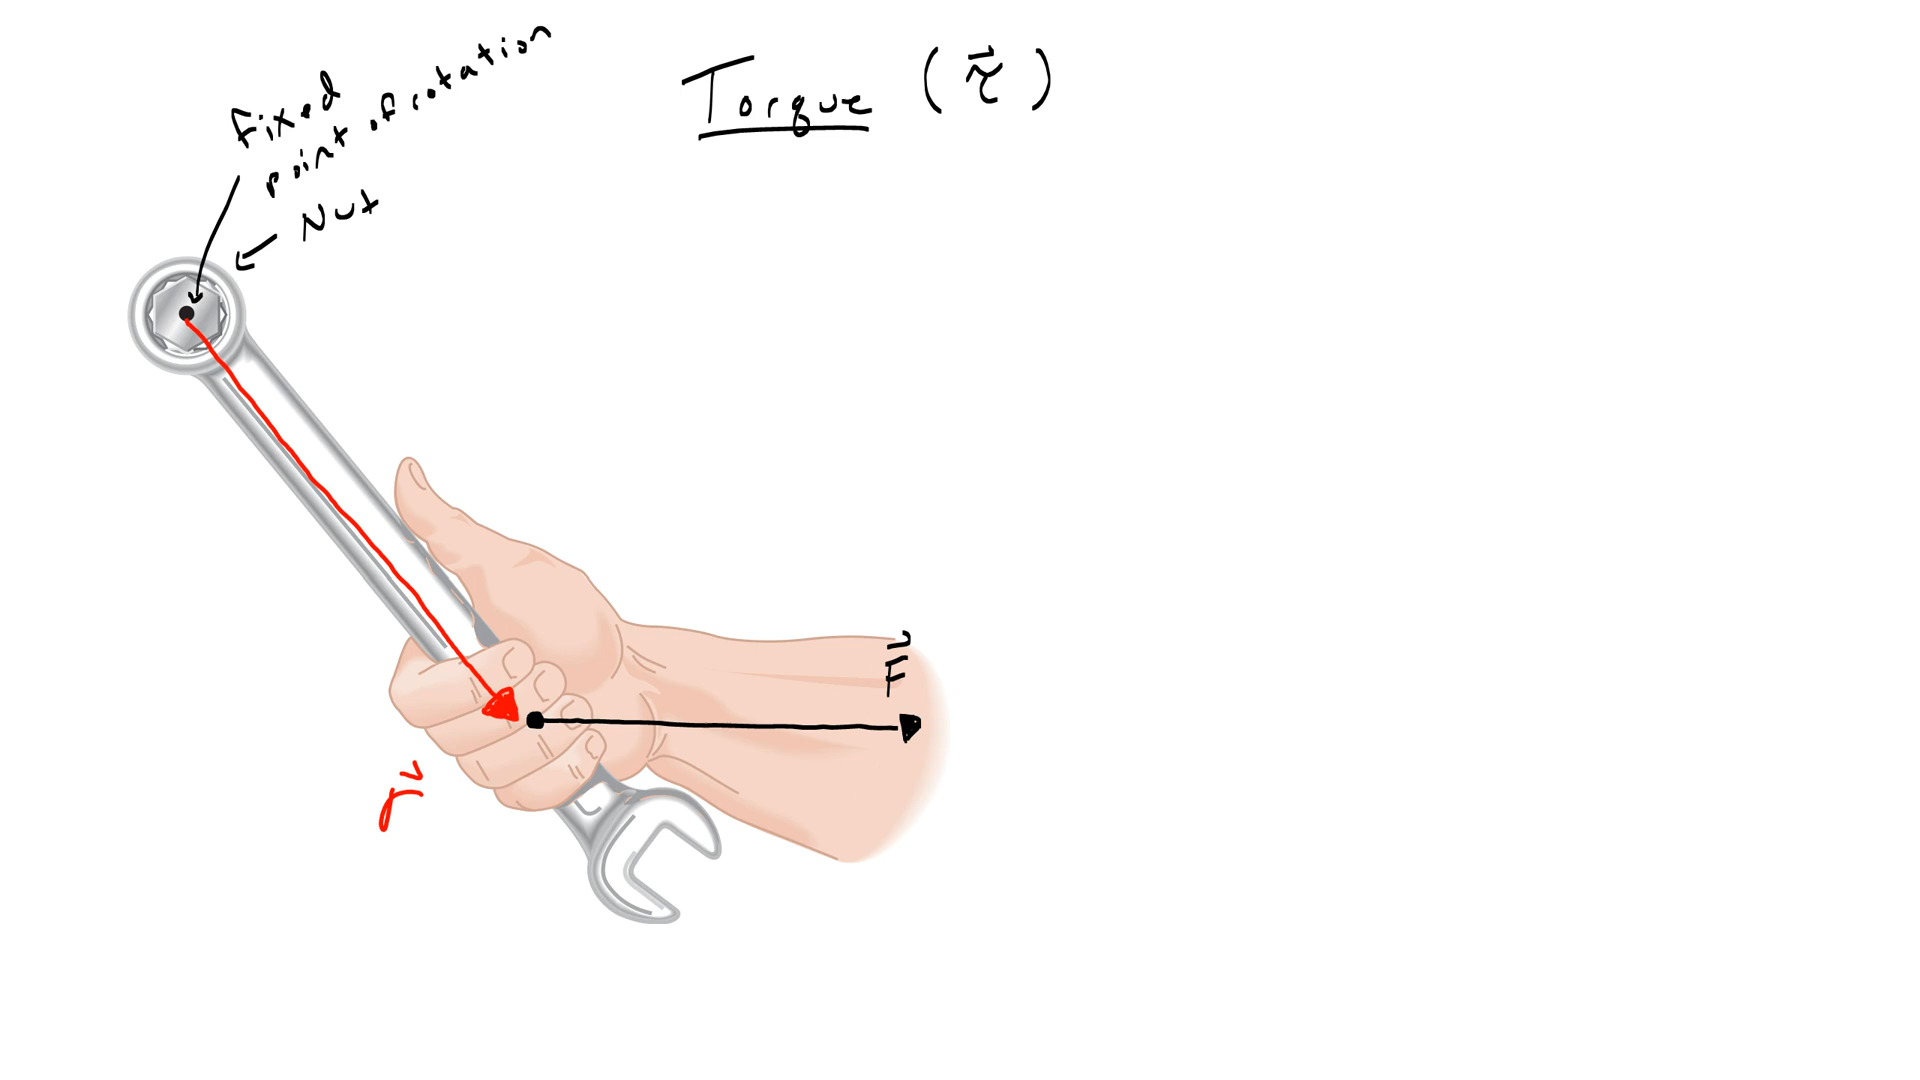 Torque (τ⃗)
fixed
point of rotation
Nut
F⃗
r⃗